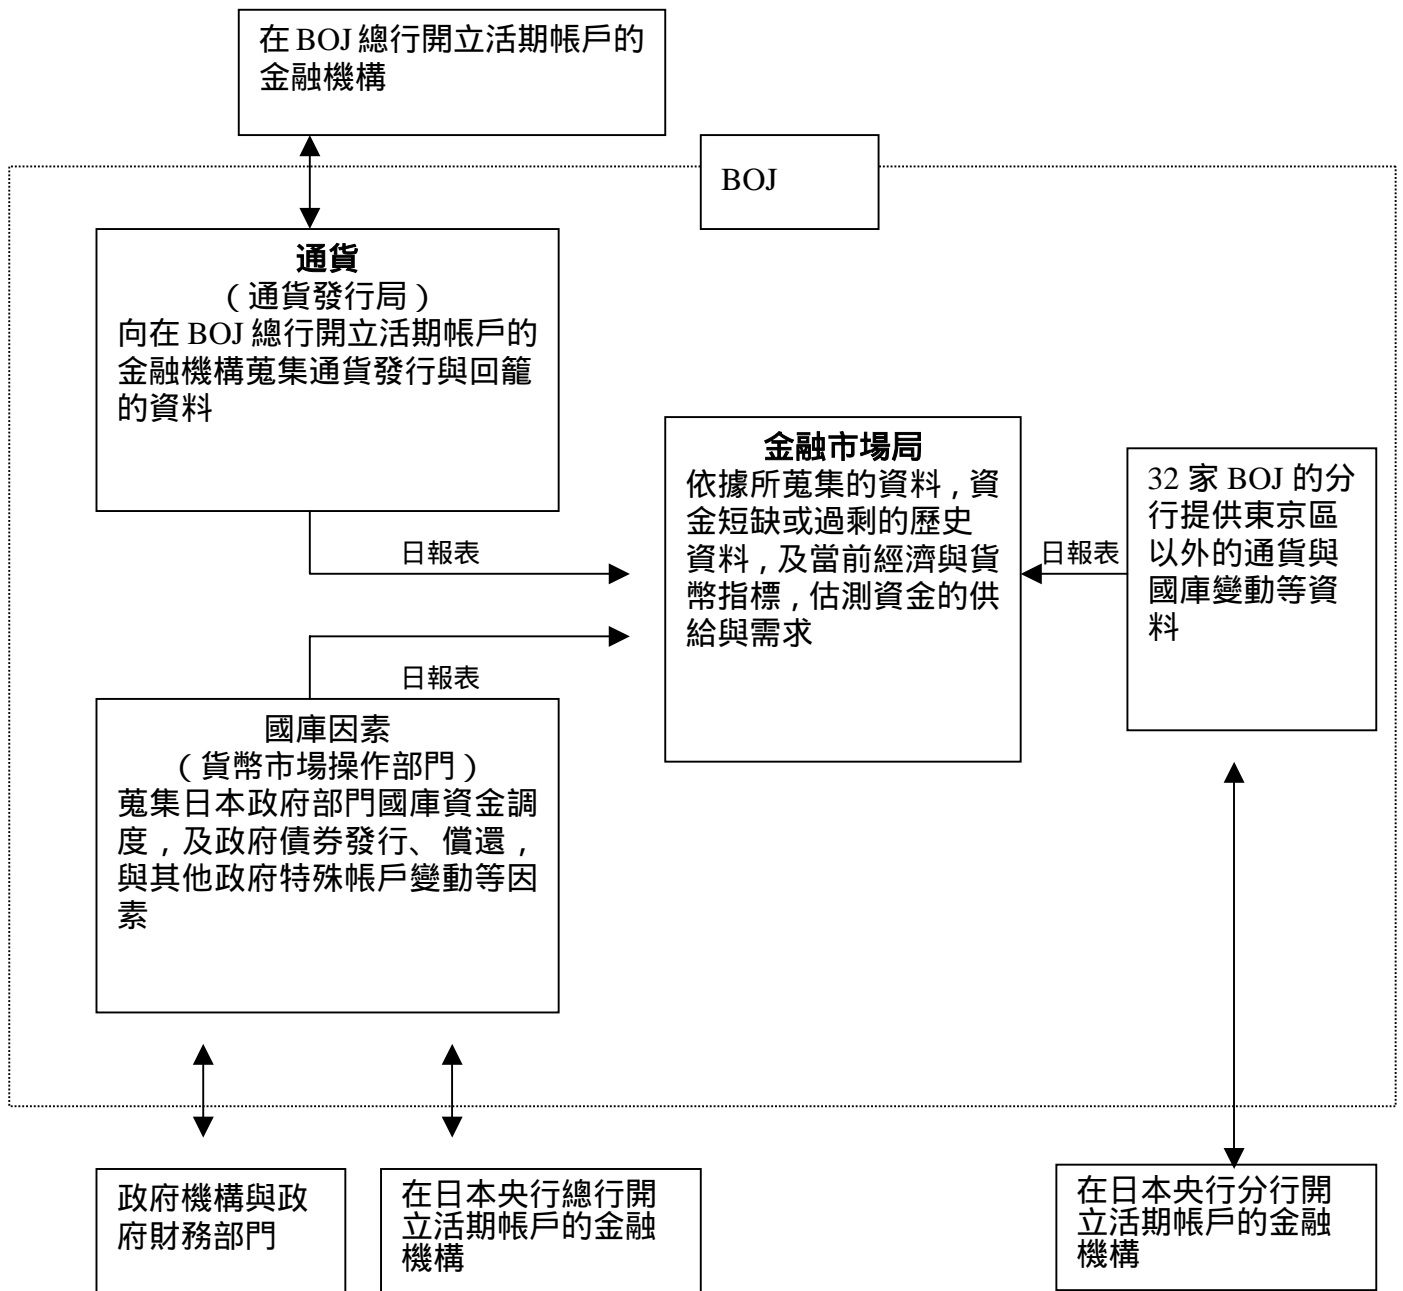 在 BOJ 總行開立活期帳戶的
金融機構
BOJ
通貨
（通貨發行局）
向在 BOJ 總行開立活期帳戶的
金融機構蒐集通貨發行與回籠
的資料
日報表
金融市場局
依據所蒐集的資料，資
金短缺或過剩的歷史
資料，及當前經濟與貨
幣指標，估測資金的供
給與需求
日報表
32 家 BOJ 的分
行提供東京區
以外的通貨與
國庫變動等資
料
日報表
國庫因素
（貨幣市場操作部門）
蒐集日本政府部門國庫資金調
度，及政府債券發行、償還，
與其他政府特殊帳戶變動等因
素
政府機構與政
府財務部門
在日本央行總行開
立活期帳戶的金融
機構
在日本央行分行開
立活期帳戶的金融
機構